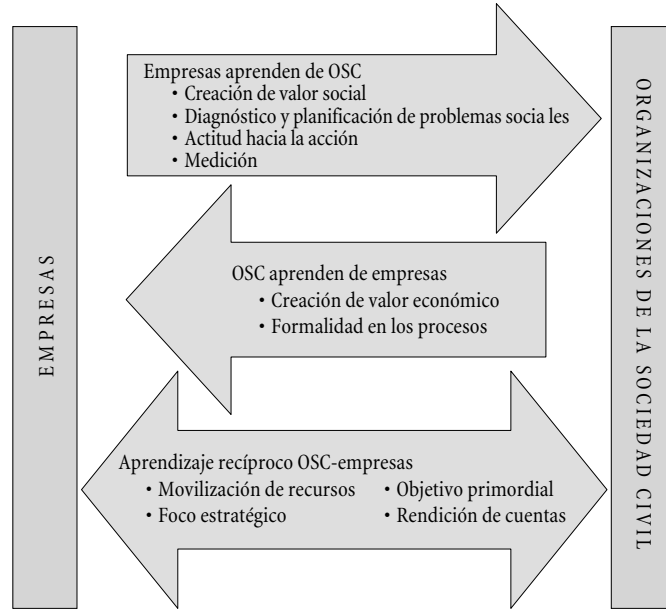 EMPRESAS
Empresas aprenden de OSC
• Creación de valor social
• Diagnóstico y planificación de problemas socia les
• Actitud hacia la acción
• Medición
OSC aprenden de empresas
• Creación de valor económico
• Formalidad en los procesos
Aprendizaje recíproco OSC-empresas
• Movilización de recursos • Objetivo primordial
• Foco estratégico • Rendición de cuentas
ORGANIZACIONES DE LA SOCIEDAD CIVIL